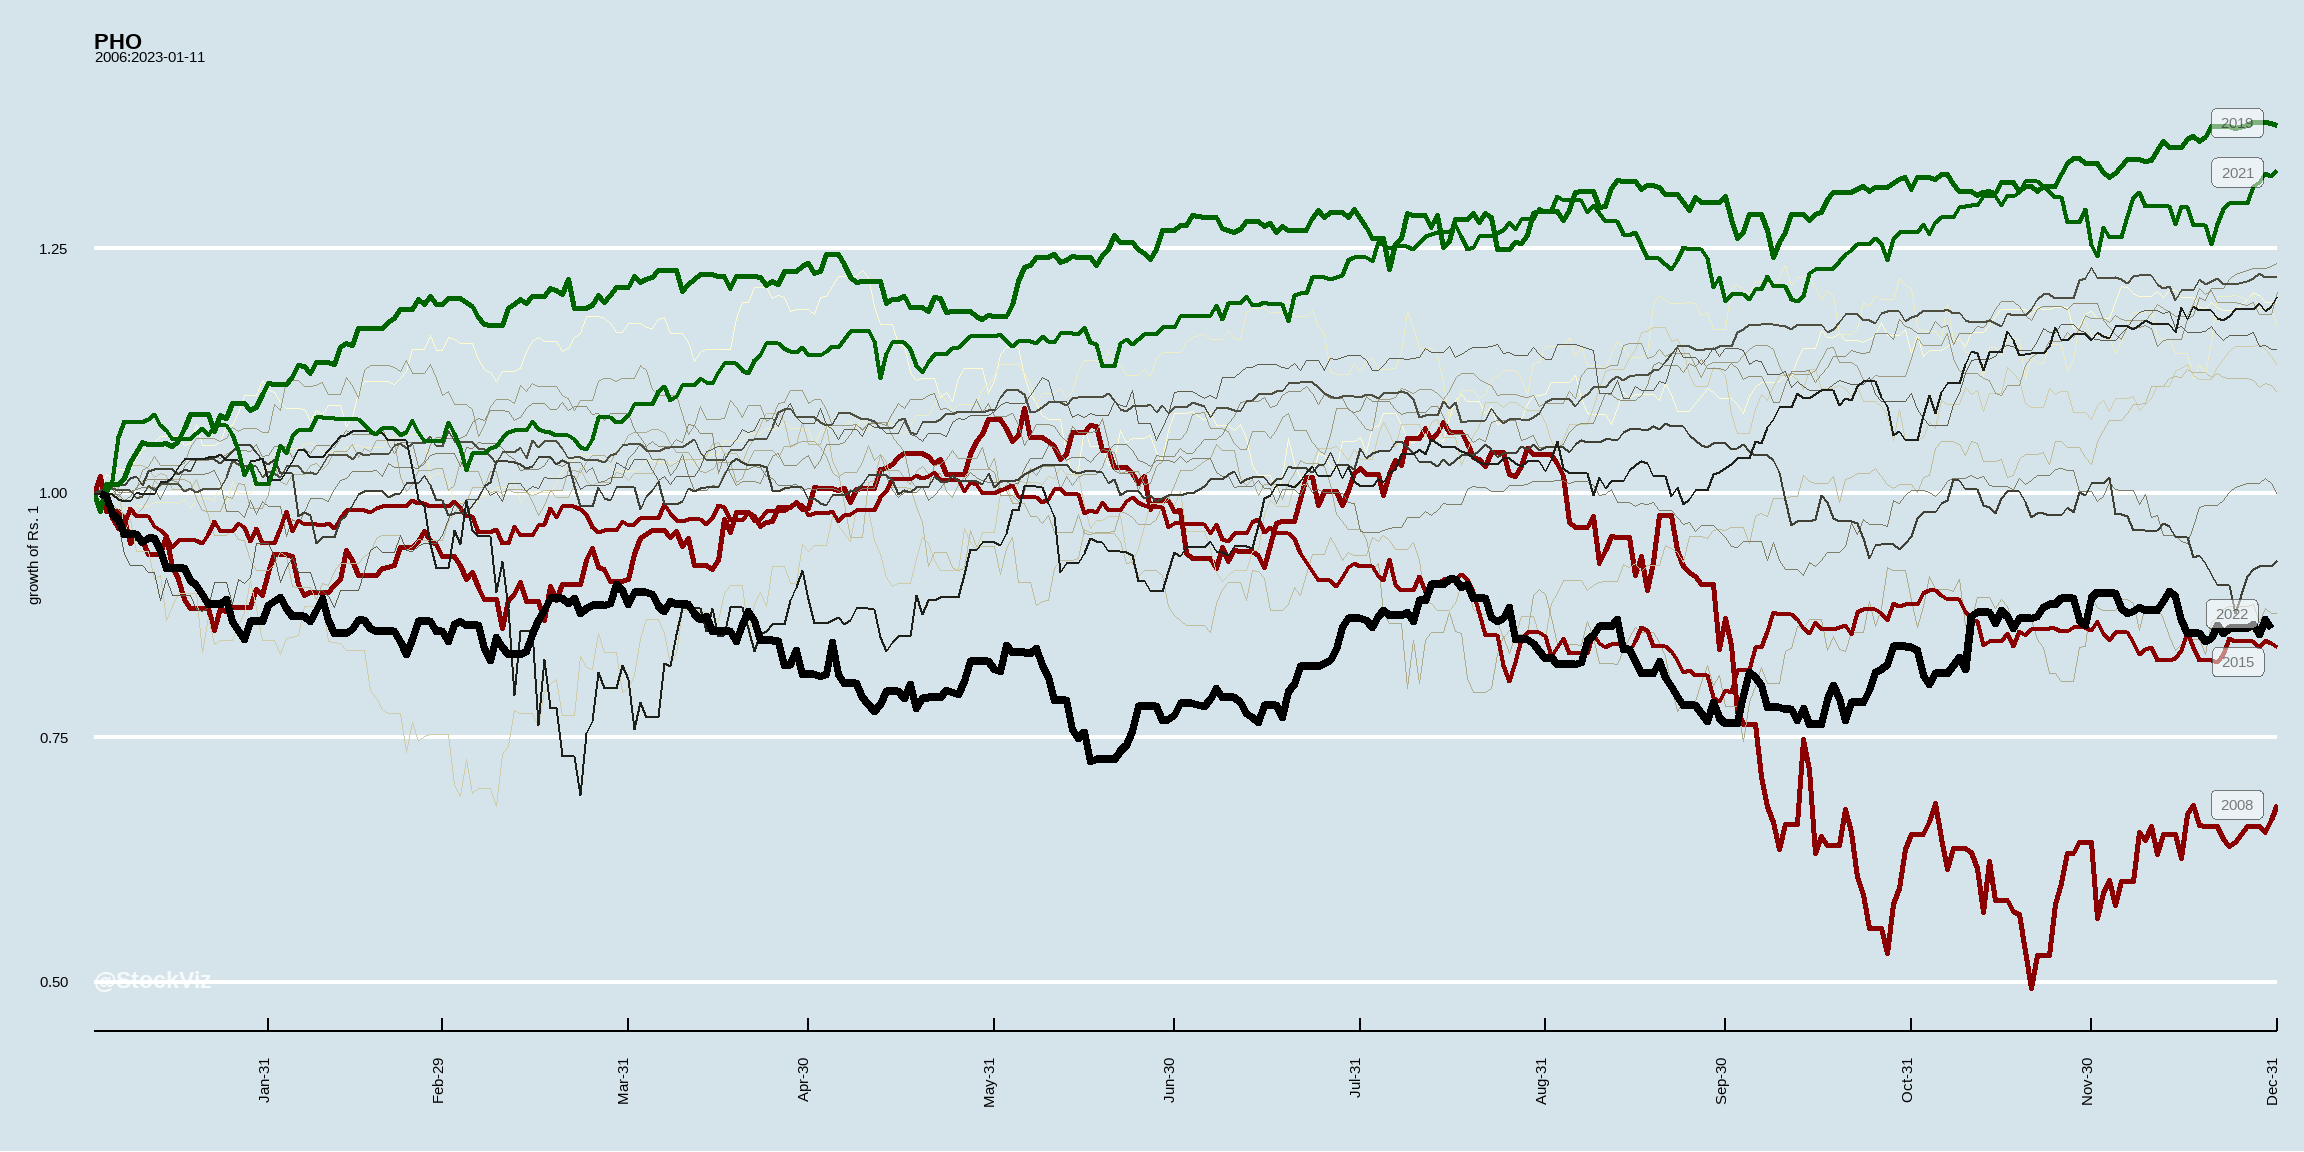 PHO
2006:2023-01-11
2019
2021
1.25
1.00
growth of Rs. 1
2022
2015
0.75
2008
0.50
@StockViz
Jan-31
Feb-29
Mar-31
Apr-30
May-31
Jun-30
Jul-31
Aug-31
Sep-30
Oct-31
Nov-30
Dec-31